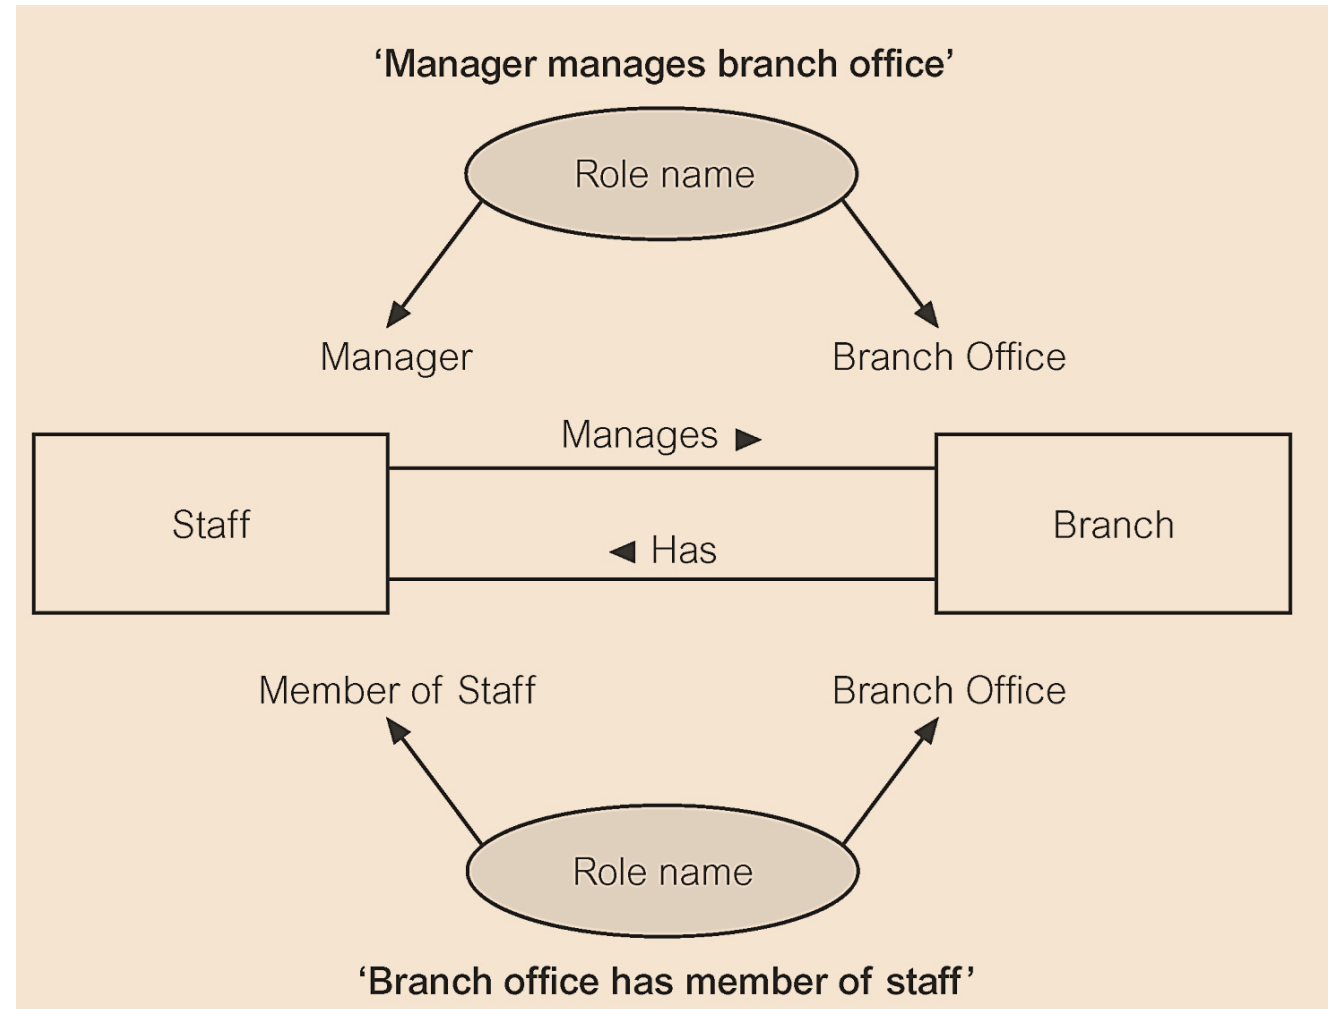 ‘Manager manages branch office’
Role name
Manager
Branch Office
Manages ▶
Staff
Branch
◀ Has
Member of Staff
Branch Office
Role name
‘Branch office has member of staff’